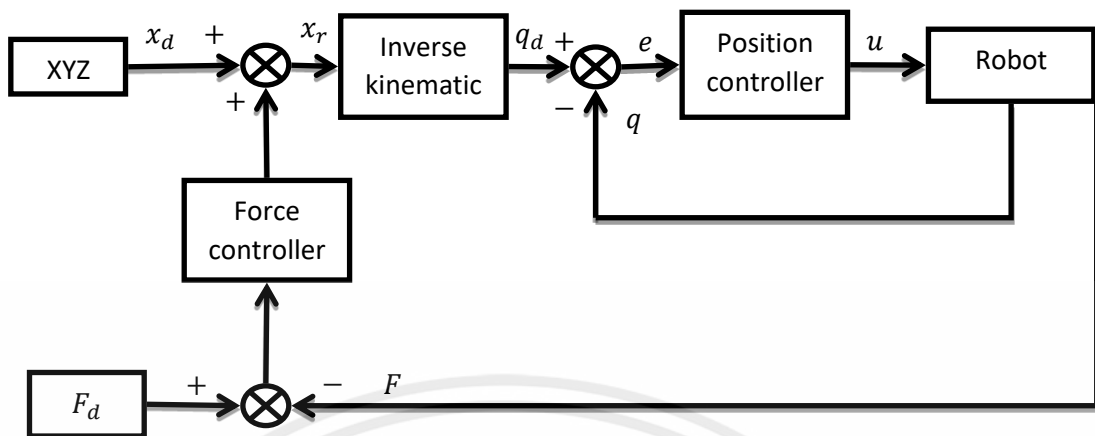 x_d + x_r Inverse kinematic q_d + e Position controller u Robot
XYZ
+
− q
Force
controller
+ − F
F_d